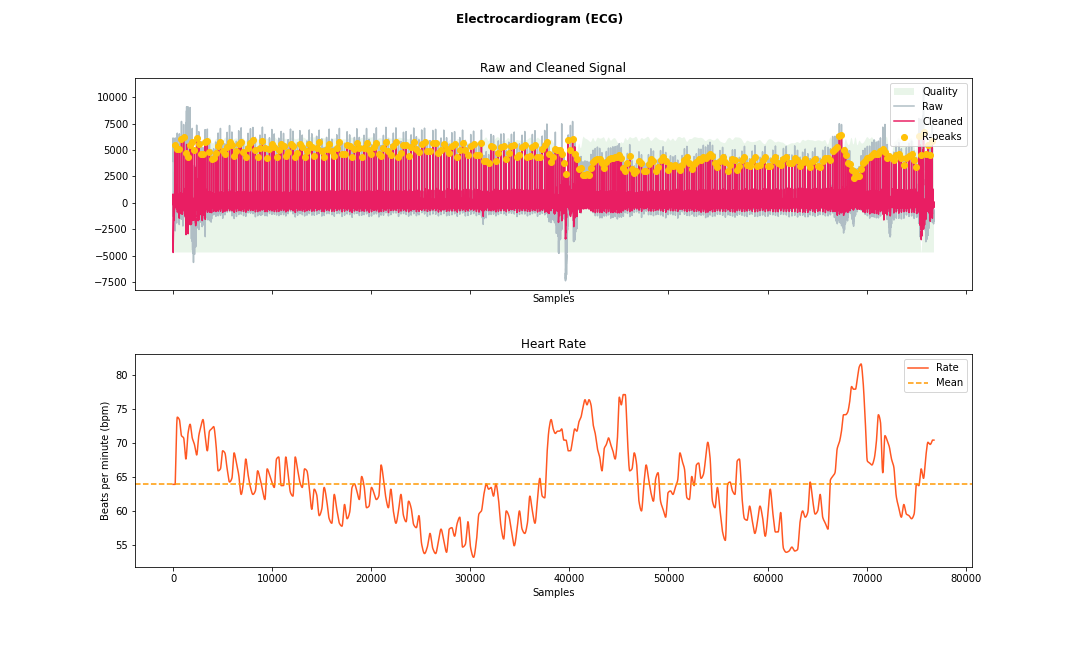 Electrocardiogram (ECG)
Raw and Cleaned Signal
10000
7500
5000
2500
0
−2500
−5000
−7500
Quality
Raw
Cleaned
R-peaks
Samples
Heart Rate
80
75
70
65
60
55
Beats per minute (bpm)
Rate
Mean
0
10000
20000
30000
40000
50000
60000
70000
80000
Samples